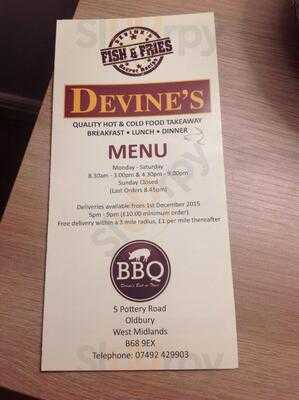 DEVINE'S
FISH & FRIES
Secret Recipe
DEVINE'S
QUALITY HOT & COLD FOOD TAKEAWAY
BREAKFAST • LUNCH • DINNER
MENU
Monday - Saturday
8.30am - 3.00pm & 4.30pm - 9.00pm
Sunday Closed
(Last Orders 8.45pm)
Deliveries available from 1st December 2015
5pm - 9pm (£10.00 minimum order)
Free delivery within a 3 mile radius, £1 per mile thereafter
BBQ
5 Pottery Road
Oldbury
West Midlands
B68 9EX
Telephone: 07492 429903